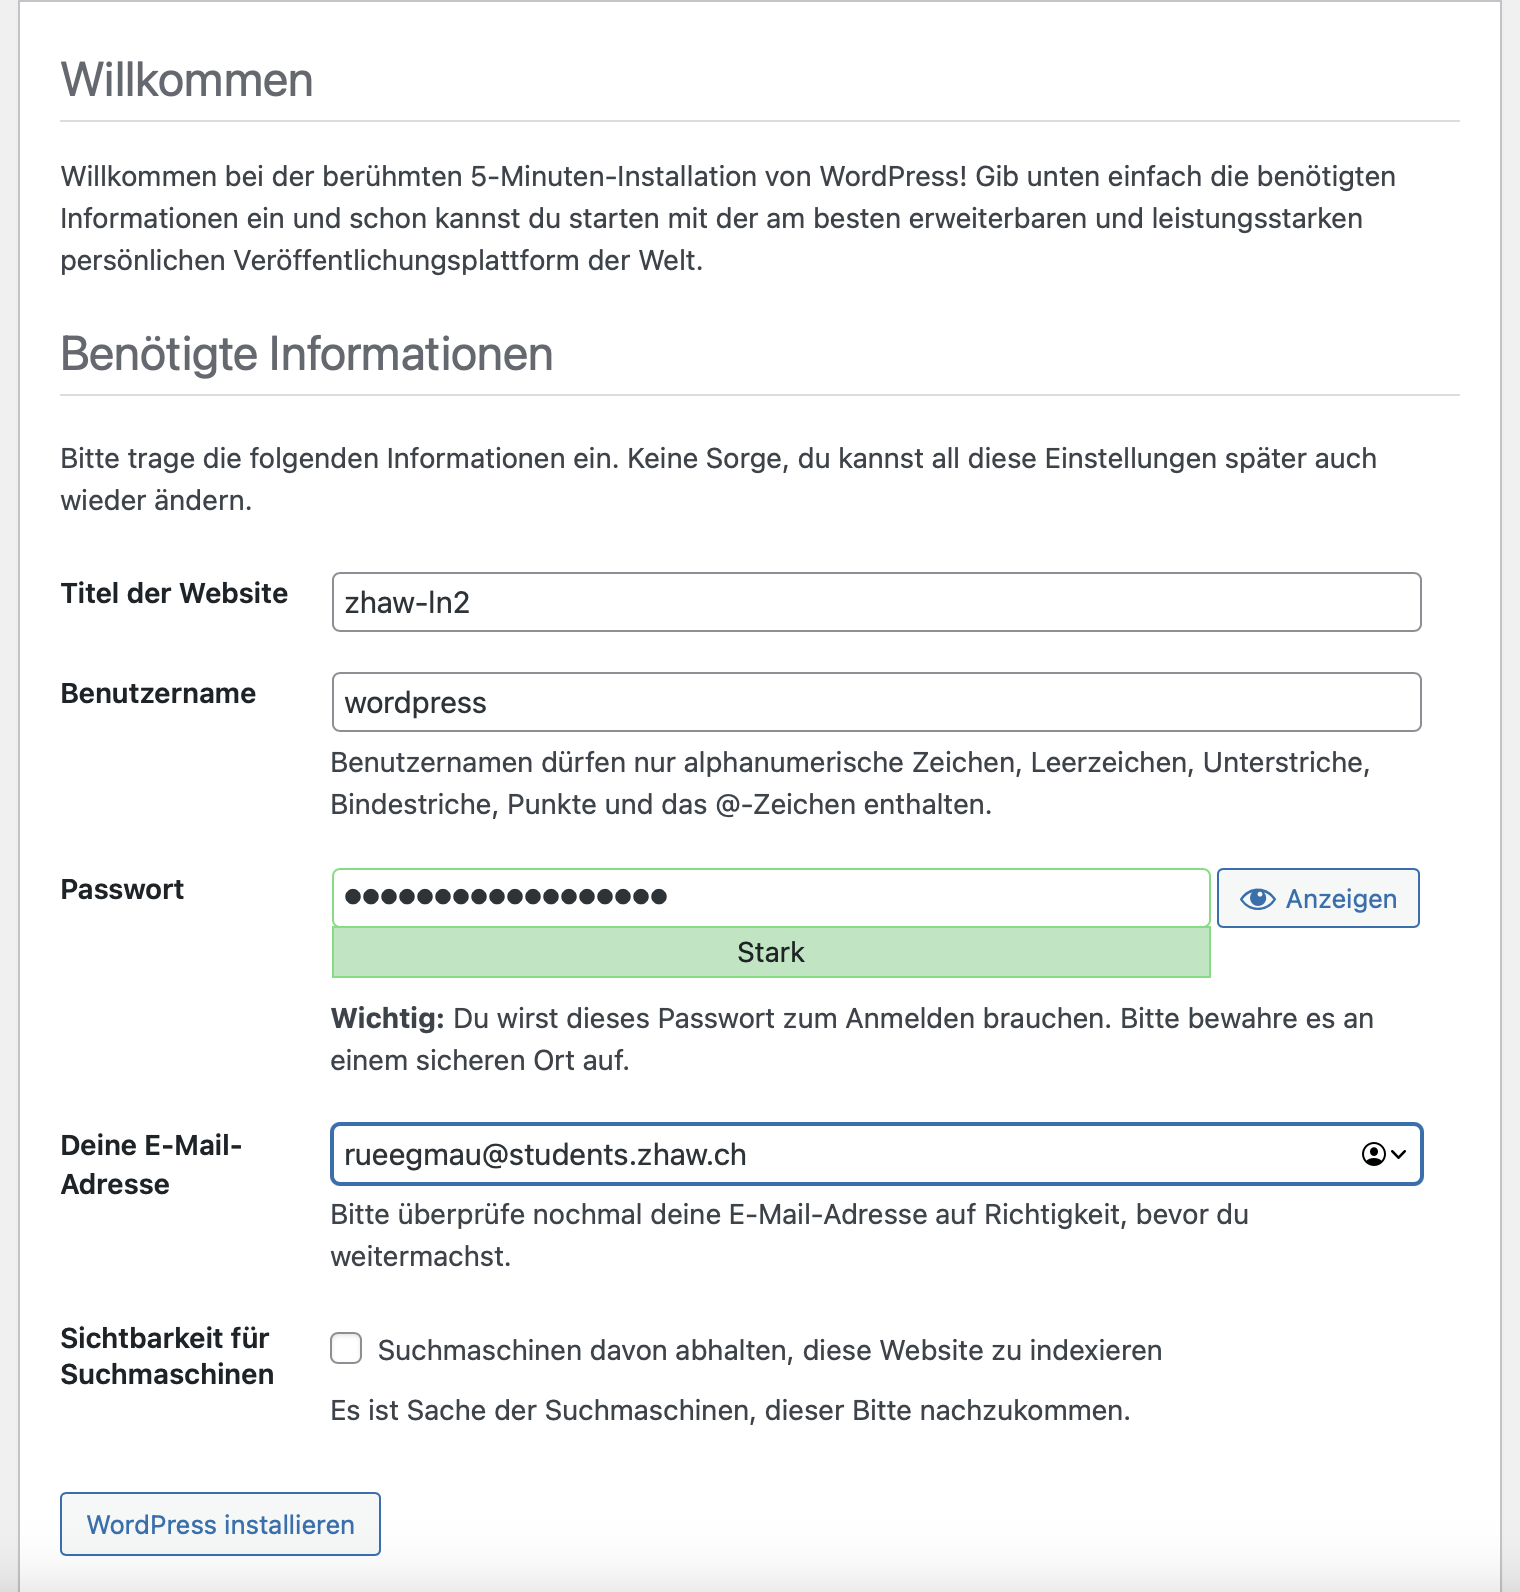 Willkommen
Willkommen bei der berühmten 5-Minuten-Installation von WordPress! Gib unten einfach die benötigten
Informationen ein und schon kannst du starten mit der am besten erweiterbaren und leistungsstarken
persönlichen Veröffentlichungsplattform der Welt.
Benötigte Informationen
Bitte trage die folgenden Informationen ein. Keine Sorge, du kannst all diese Einstellungen später auch
wieder ändern.
Titel der Website
zhaw-ln2
Benutzername
wordpress
Benutzernamen dürfen nur alphanumerische Zeichen, Leerzeichen, Unterstriche,
Bindestriche, Punkte und das @-Zeichen enthalten.
Passwort
●●●●●●●●●●●●●●●●●●
Anzeigen
Stark
Wichtig: Du wirst dieses Passwort zum Anmelden brauchen. Bitte bewahre es an
einem sicheren Ort auf.
Deine E-Mail-
Adresse
rueegmau@students.zhaw.ch
Bitte überprüfe nochmal deine E-Mail-Adresse auf Richtigkeit, bevor du
weitermachst.
Sichtbarkeit für
Suchmaschinen
Suchmaschinen davon abhalten, diese Website zu indexieren
Es ist Sache der Suchmaschinen, dieser Bitte nachzukommen.
WordPress installieren